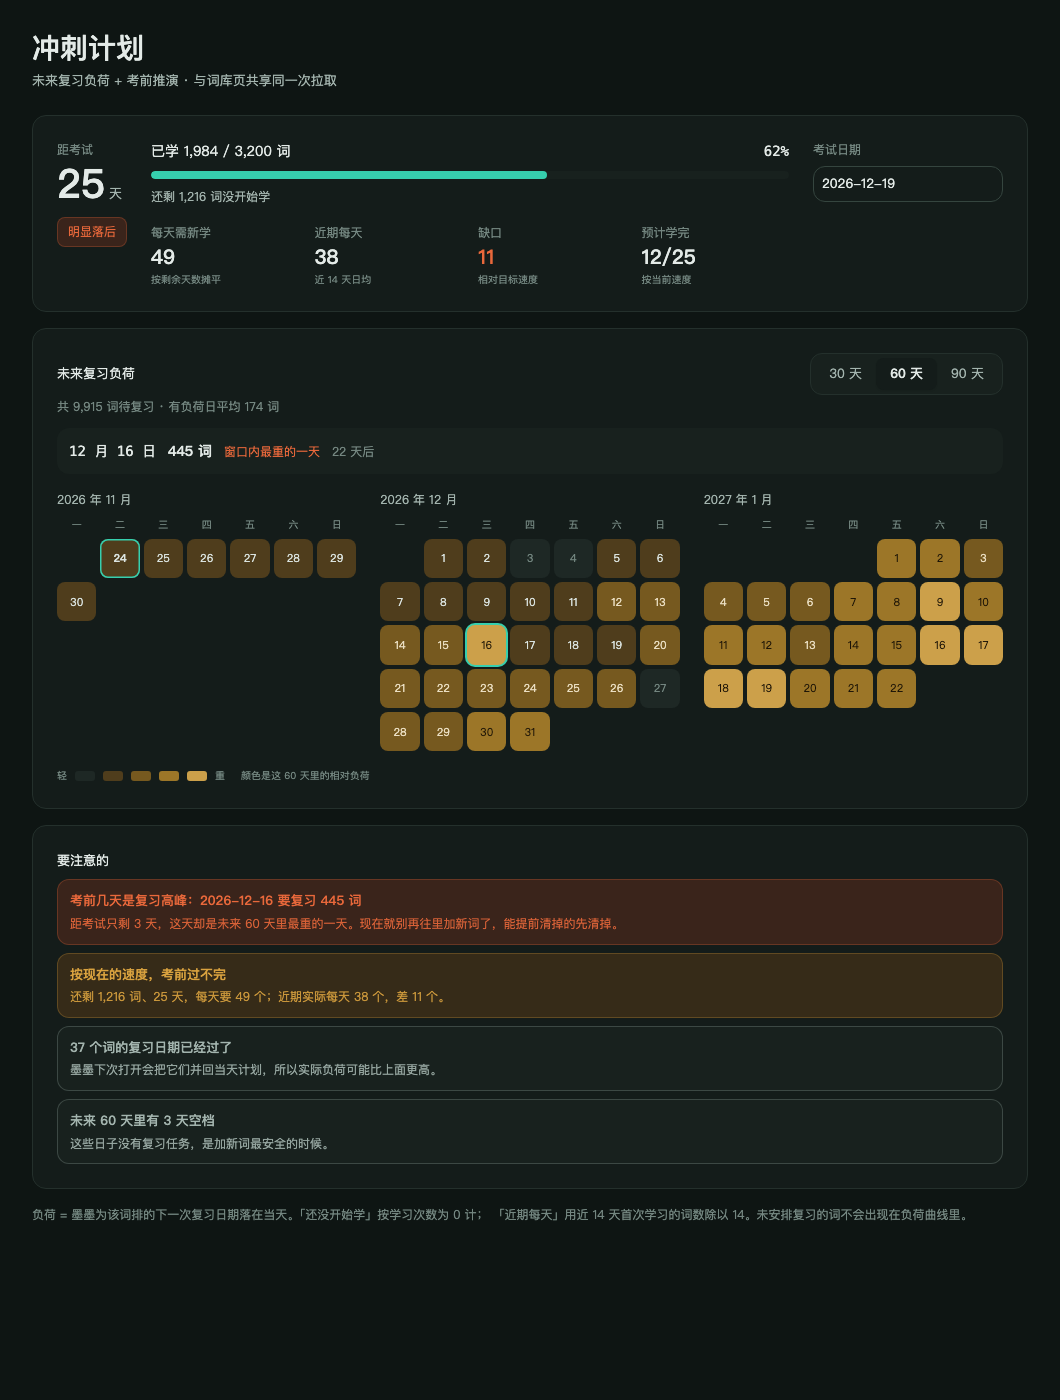 冲刺计划
未来复习负荷 + 考前推演 · 与词库页共享同一次拉取
距考试
25 天
明显落后
已学 1,984 / 3,200 词
62%
还剩 1,216 词没开始学
每天需新学
49
按剩余天数摊平
近期每天
38
近 14 天日均
缺口
11
相对目标速度
预计学完
12/25
按当前速度
考试日期
2026-12-19
未来复习负荷
30 天
60 天
90 天
共 9,915 词待复习 · 有负荷日平均 174 词
12 月 16 日 445 词 窗口内最重的一天 22 天后
2026 年 11 月
一 二 三 四 五 六 日
24 25 26 27 28 29
30
2026 年 12 月
一 二 三 四 五 六 日
1 2 3 4 5 6
7 8 9 10 11 12 13
14 15 16 17 18 19 20
21 22 23 24 25 26 27
28 29 30 31
2027 年 1 月
一 二 三 四 五 六 日
1 2 3
4 5 6 7 8 9 10
11 12 13 14 15 16 17
18 19 20 21 22
轻 重 颜色是这 60 天里的相对负荷
要注意的
考前几天是复习高峰：2026-12-16 要复习 445 词
距考试只剩 3 天，这天却是未来 60 天里最重的一天。现在就别再往里加新词了，能提前清掉的先清掉。
按现在的速度，考前过不完
还剩 1,216 词、25 天，每天要 49 个；近期实际每天 38 个，差 11 个。
37 个词的复习日期已经过了
墨墨下次打开会把它们并回当天计划，所以实际负荷可能比上面更高。
未来 60 天里有 3 天空档
这些日子没有复习任务，是加新词最安全的时候。
负荷 = 墨墨为该词排的下一次复习日期落在当天。「还没开始学」按学习次数为 0 计； 「近期每天」用近 14 天首次学习的词数除以 14。未安排复习的词不会出现在负荷曲线里。